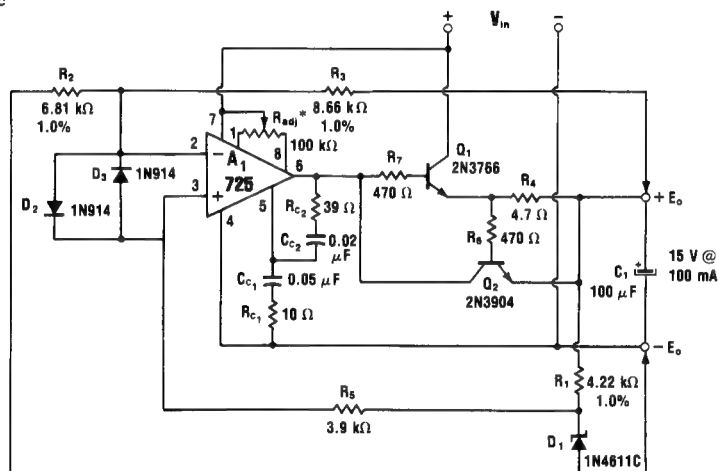 + V_in −
R₂
6.81 kΩ
1.0%
R₃
8.66 kΩ
1.0%
7
1
R_adj*
100 kΩ
8
2
−
A₁
725
6
3
+
4
5
D₃
1N914
D₂
1N914
R₇
470 Ω
Q₁
2N3766
R₄
4.7 Ω
+ E₀
R_C₂
39 Ω
C_C₂
0.02
μF
R₆
470 Ω
Q₂
2N3904
C_C₁
0.05 μF
R_C₁
10 Ω
+
C₁
100 μF
15 V @
100 mA
− E₀
R₁
4.22 kΩ
1.0%
R₅
3.9 kΩ
D₁
1N4611C